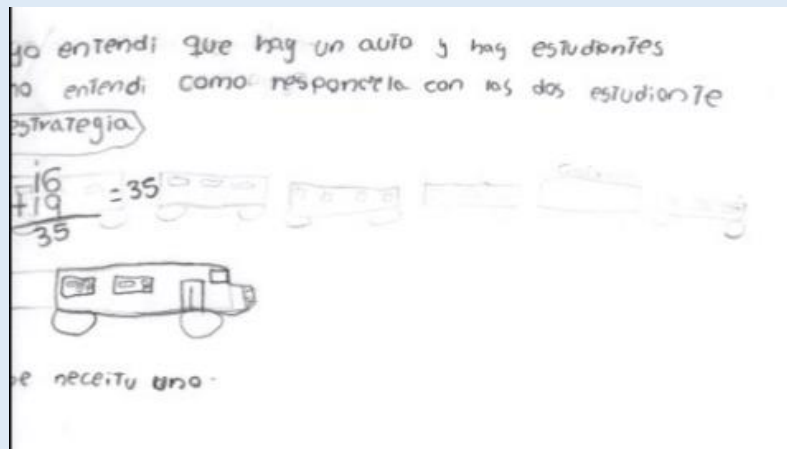 yo entendi que hay un auto y hay estudiantes
no entendi como responderla con los dos estudiante
estrategia
16
+19 = 35
35
se neceitu uno.